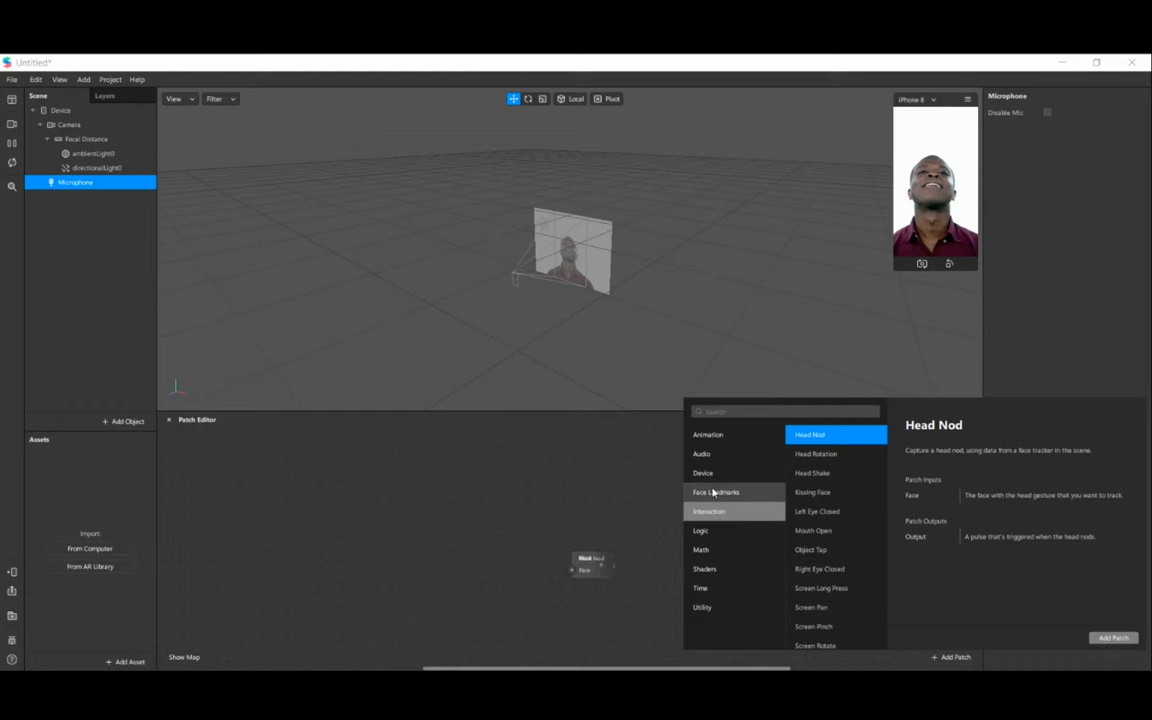 Untitled*
File Edit View Add Project Help
Scene Layers
Device
Camera
Focal Distance
ambientLight0
directionalLight0
Microphone
Add Object
Assets
Import:
From Computer
From AR Library
Add Asset
View Filter
Local Pivot
iPhone 8
Microphone
Disable Mic
Patch Editor
Face
Show Map
Add Patch
Search
Animation
Audio
Device
Face Landmarks
Interaction
Logic
Math
Shaders
Time
Utility
Head Nod
Head Rotation
Head Shake
Kissing Face
Left Eye Closed
Mouth Open
Object Tap
Right Eye Closed
Screen Long Press
Screen Pan
Screen Pinch
Screen Rotate
Head Nod
Capture a head nod, using data from a face tracker in the scene.
Patch Inputs
Face The face with the head gesture that you want to track.
Patch Outputs
Output A pulse that's triggered when the head nods.
Add Patch